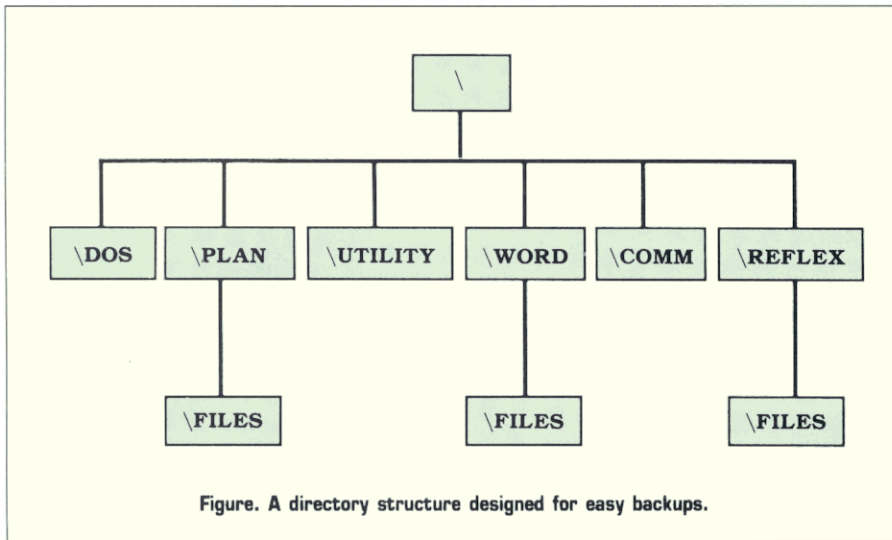 \
\DOS \PLAN \UTILITY \WORD \COMM \REFLEX
\FILES \FILES \FILES
Figure. A directory structure designed for easy backups.